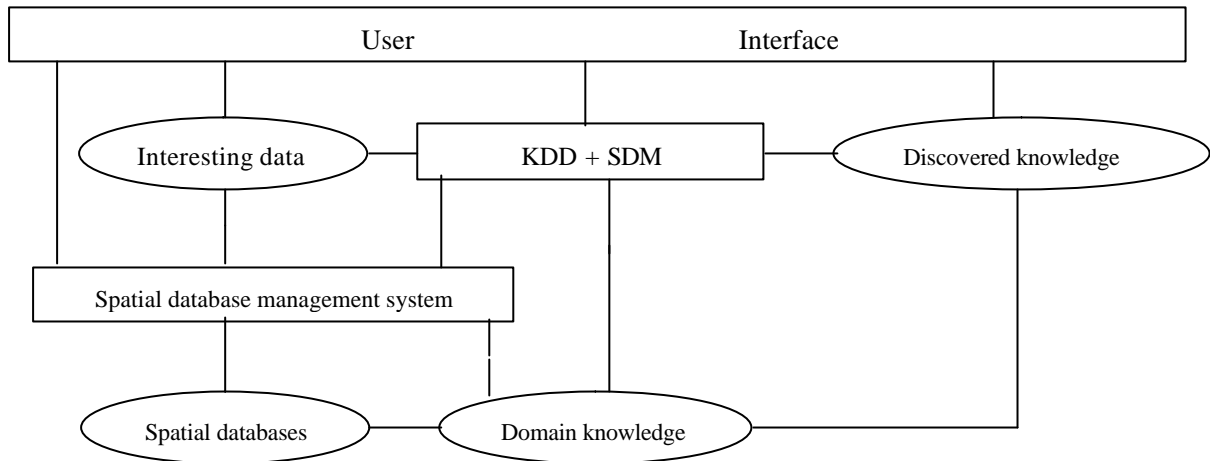 User Interface
Interesting data
KDD + SDM
Discovered knowledge
Spatial database management system
Spatial databases
Domain knowledge